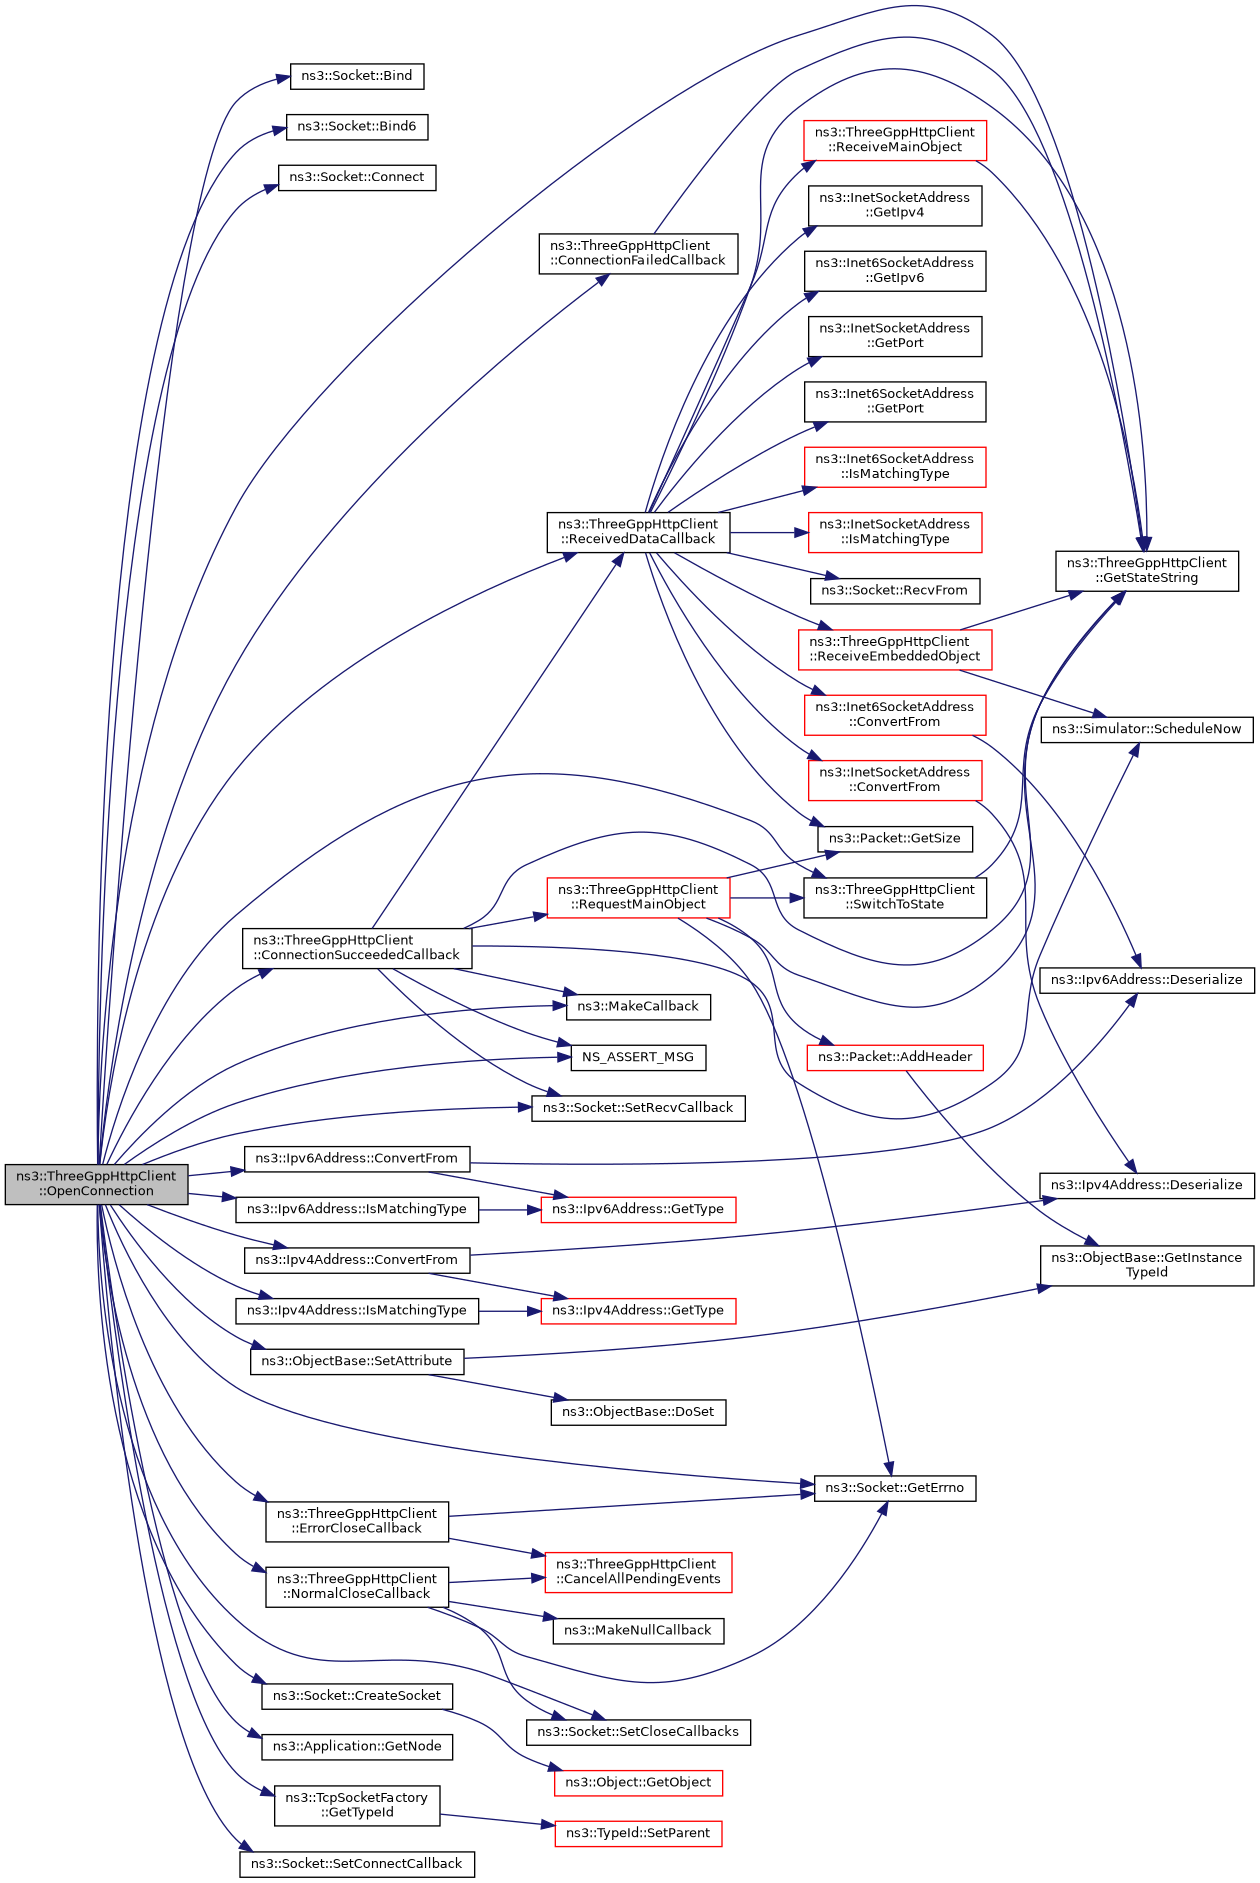 ns3::Socket::Bind
ns3::Socket::Bind6
ns3::Socket::Connect
ns3::ThreeGppHttpClient
::ConnectionFailedCallback
ns3::ThreeGppHttpClient
::ReceiveMainObject
ns3::InetSocketAddress
::GetIpv4
ns3::Inet6SocketAddress
::GetIpv6
ns3::InetSocketAddress
::GetPort
ns3::Inet6SocketAddress
::GetPort
ns3::Inet6SocketAddress
::IsMatchingType
ns3::ThreeGppHttpClient
::ReceivedDataCallback
ns3::InetSocketAddress
::IsMatchingType
ns3::Socket::RecvFrom
ns3::ThreeGppHttpClient
::GetStateString
ns3::ThreeGppHttpClient
::ReceiveEmbeddedObject
ns3::Inet6SocketAddress
::ConvertFrom
ns3::Simulator::ScheduleNow
ns3::InetSocketAddress
::ConvertFrom
ns3::Packet::GetSize
ns3::ThreeGppHttpClient
::RequestMainObject
ns3::ThreeGppHttpClient
::SwitchToState
ns3::ThreeGppHttpClient
::ConnectionSucceededCallback
ns3::Ipv6Address::Deserialize
ns3::MakeCallback
NS_ASSERT_MSG
ns3::Packet::AddHeader
ns3::Socket::SetRecvCallback
ns3::ThreeGppHttpClient
::OpenConnection
ns3::Ipv6Address::ConvertFrom
ns3::Ipv4Address::Deserialize
ns3::Ipv6Address::IsMatchingType
ns3::Ipv6Address::GetType
ns3::Ipv4Address::ConvertFrom
ns3::ObjectBase::GetInstance
TypeId
ns3::Ipv4Address::IsMatchingType
ns3::Ipv4Address::GetType
ns3::ObjectBase::SetAttribute
ns3::ObjectBase::DoSet
ns3::Socket::GetErrno
ns3::ThreeGppHttpClient
::ErrorCloseCallback
ns3::ThreeGppHttpClient
::CancelAllPendingEvents
ns3::ThreeGppHttpClient
::NormalCloseCallback
ns3::MakeNullCallback
ns3::Socket::CreateSocket
ns3::Socket::SetCloseCallbacks
ns3::Application::GetNode
ns3::Object::GetObject
ns3::TcpSocketFactory
::GetTypeId
ns3::TypeId::SetParent
ns3::Socket::SetConnectCallback